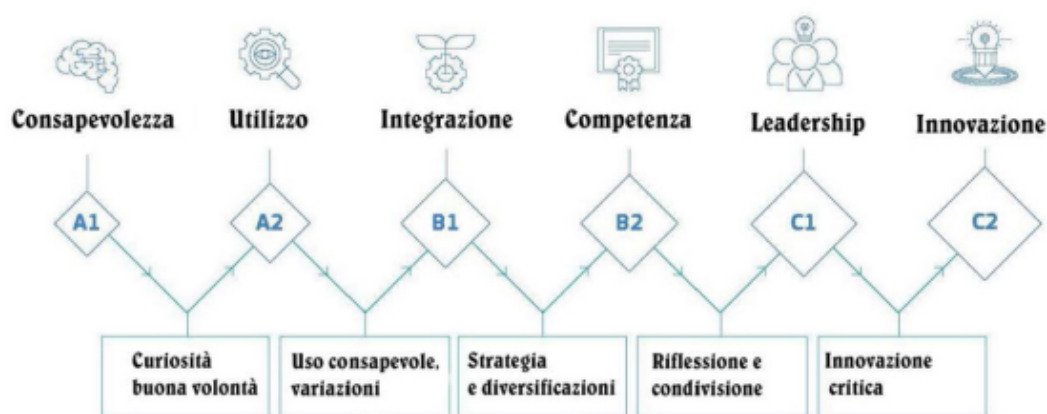 Consapevolezza
Utilizzo
Integrazione
Competenza
Leadership
Innovazione
A1
A2
B1
B2
C1
C2
Curiosità
buona volontà
Uso consapevole,
variazioni
Strategia
e diversificazioni
Riflessione e
condivisione
Innovazione
critica